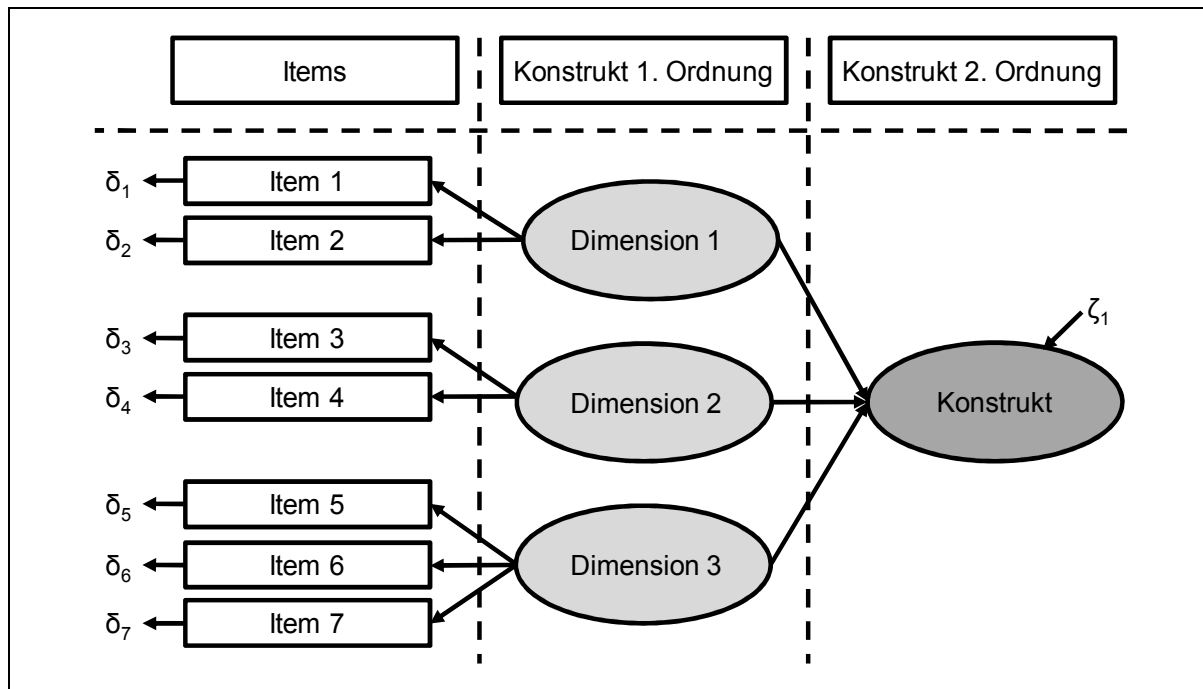 Items
Konstrukt 1. Ordnung
Konstrukt 2. Ordnung
δ₁
Item 1
δ₂
Item 2
Dimension 1
δ₃
Item 3
δ₄
Item 4
Dimension 2
ζ₁
Konstrukt
δ₅
Item 5
δ₆
Item 6
Dimension 3
δ₇
Item 7